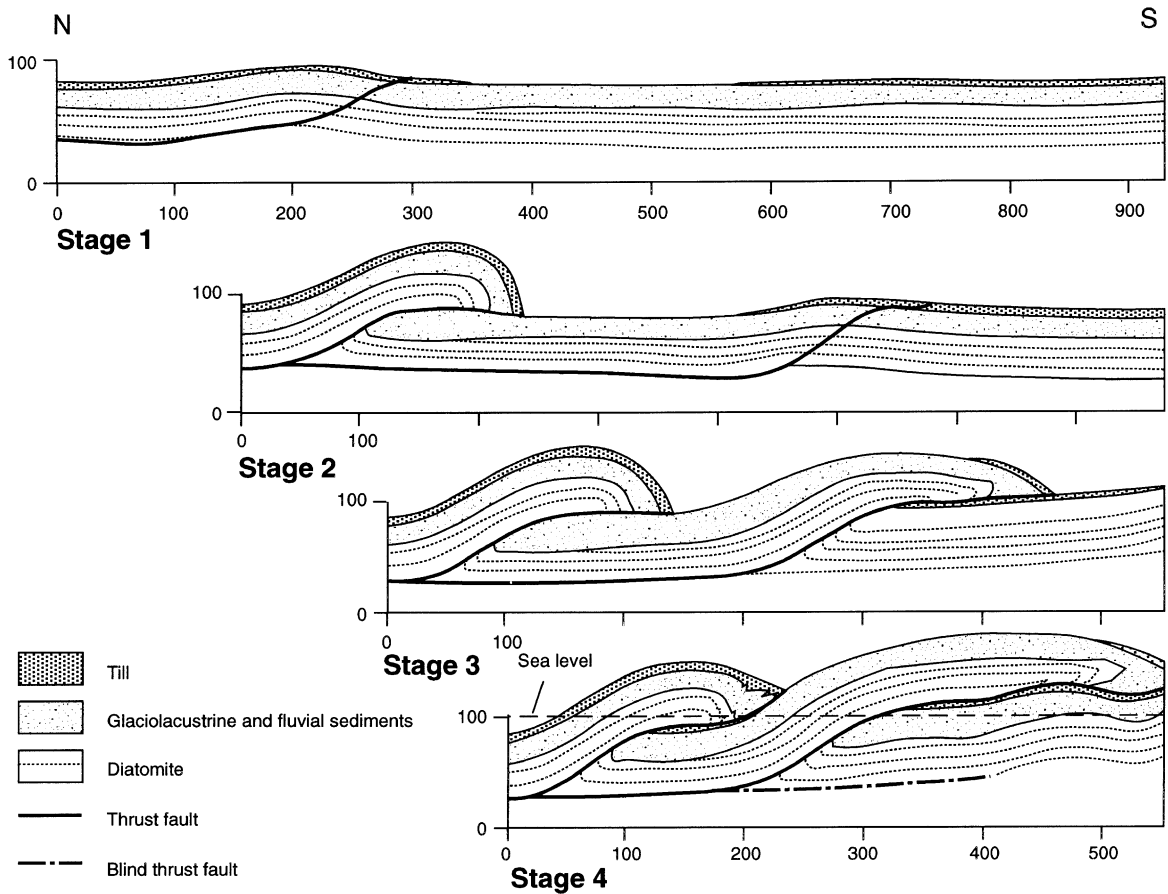 N S
100
0
0 100 200 300 400 500 600 700 800 900
Stage 1
100
0
0 100
Stage 2
100
0
0 100
Stage 3
Sea level
100
0
0 100 200 300 400 500
Stage 4
Till
Glaciolacustrine and fluvial sediments
Diatomite
Thrust fault
Blind thrust fault